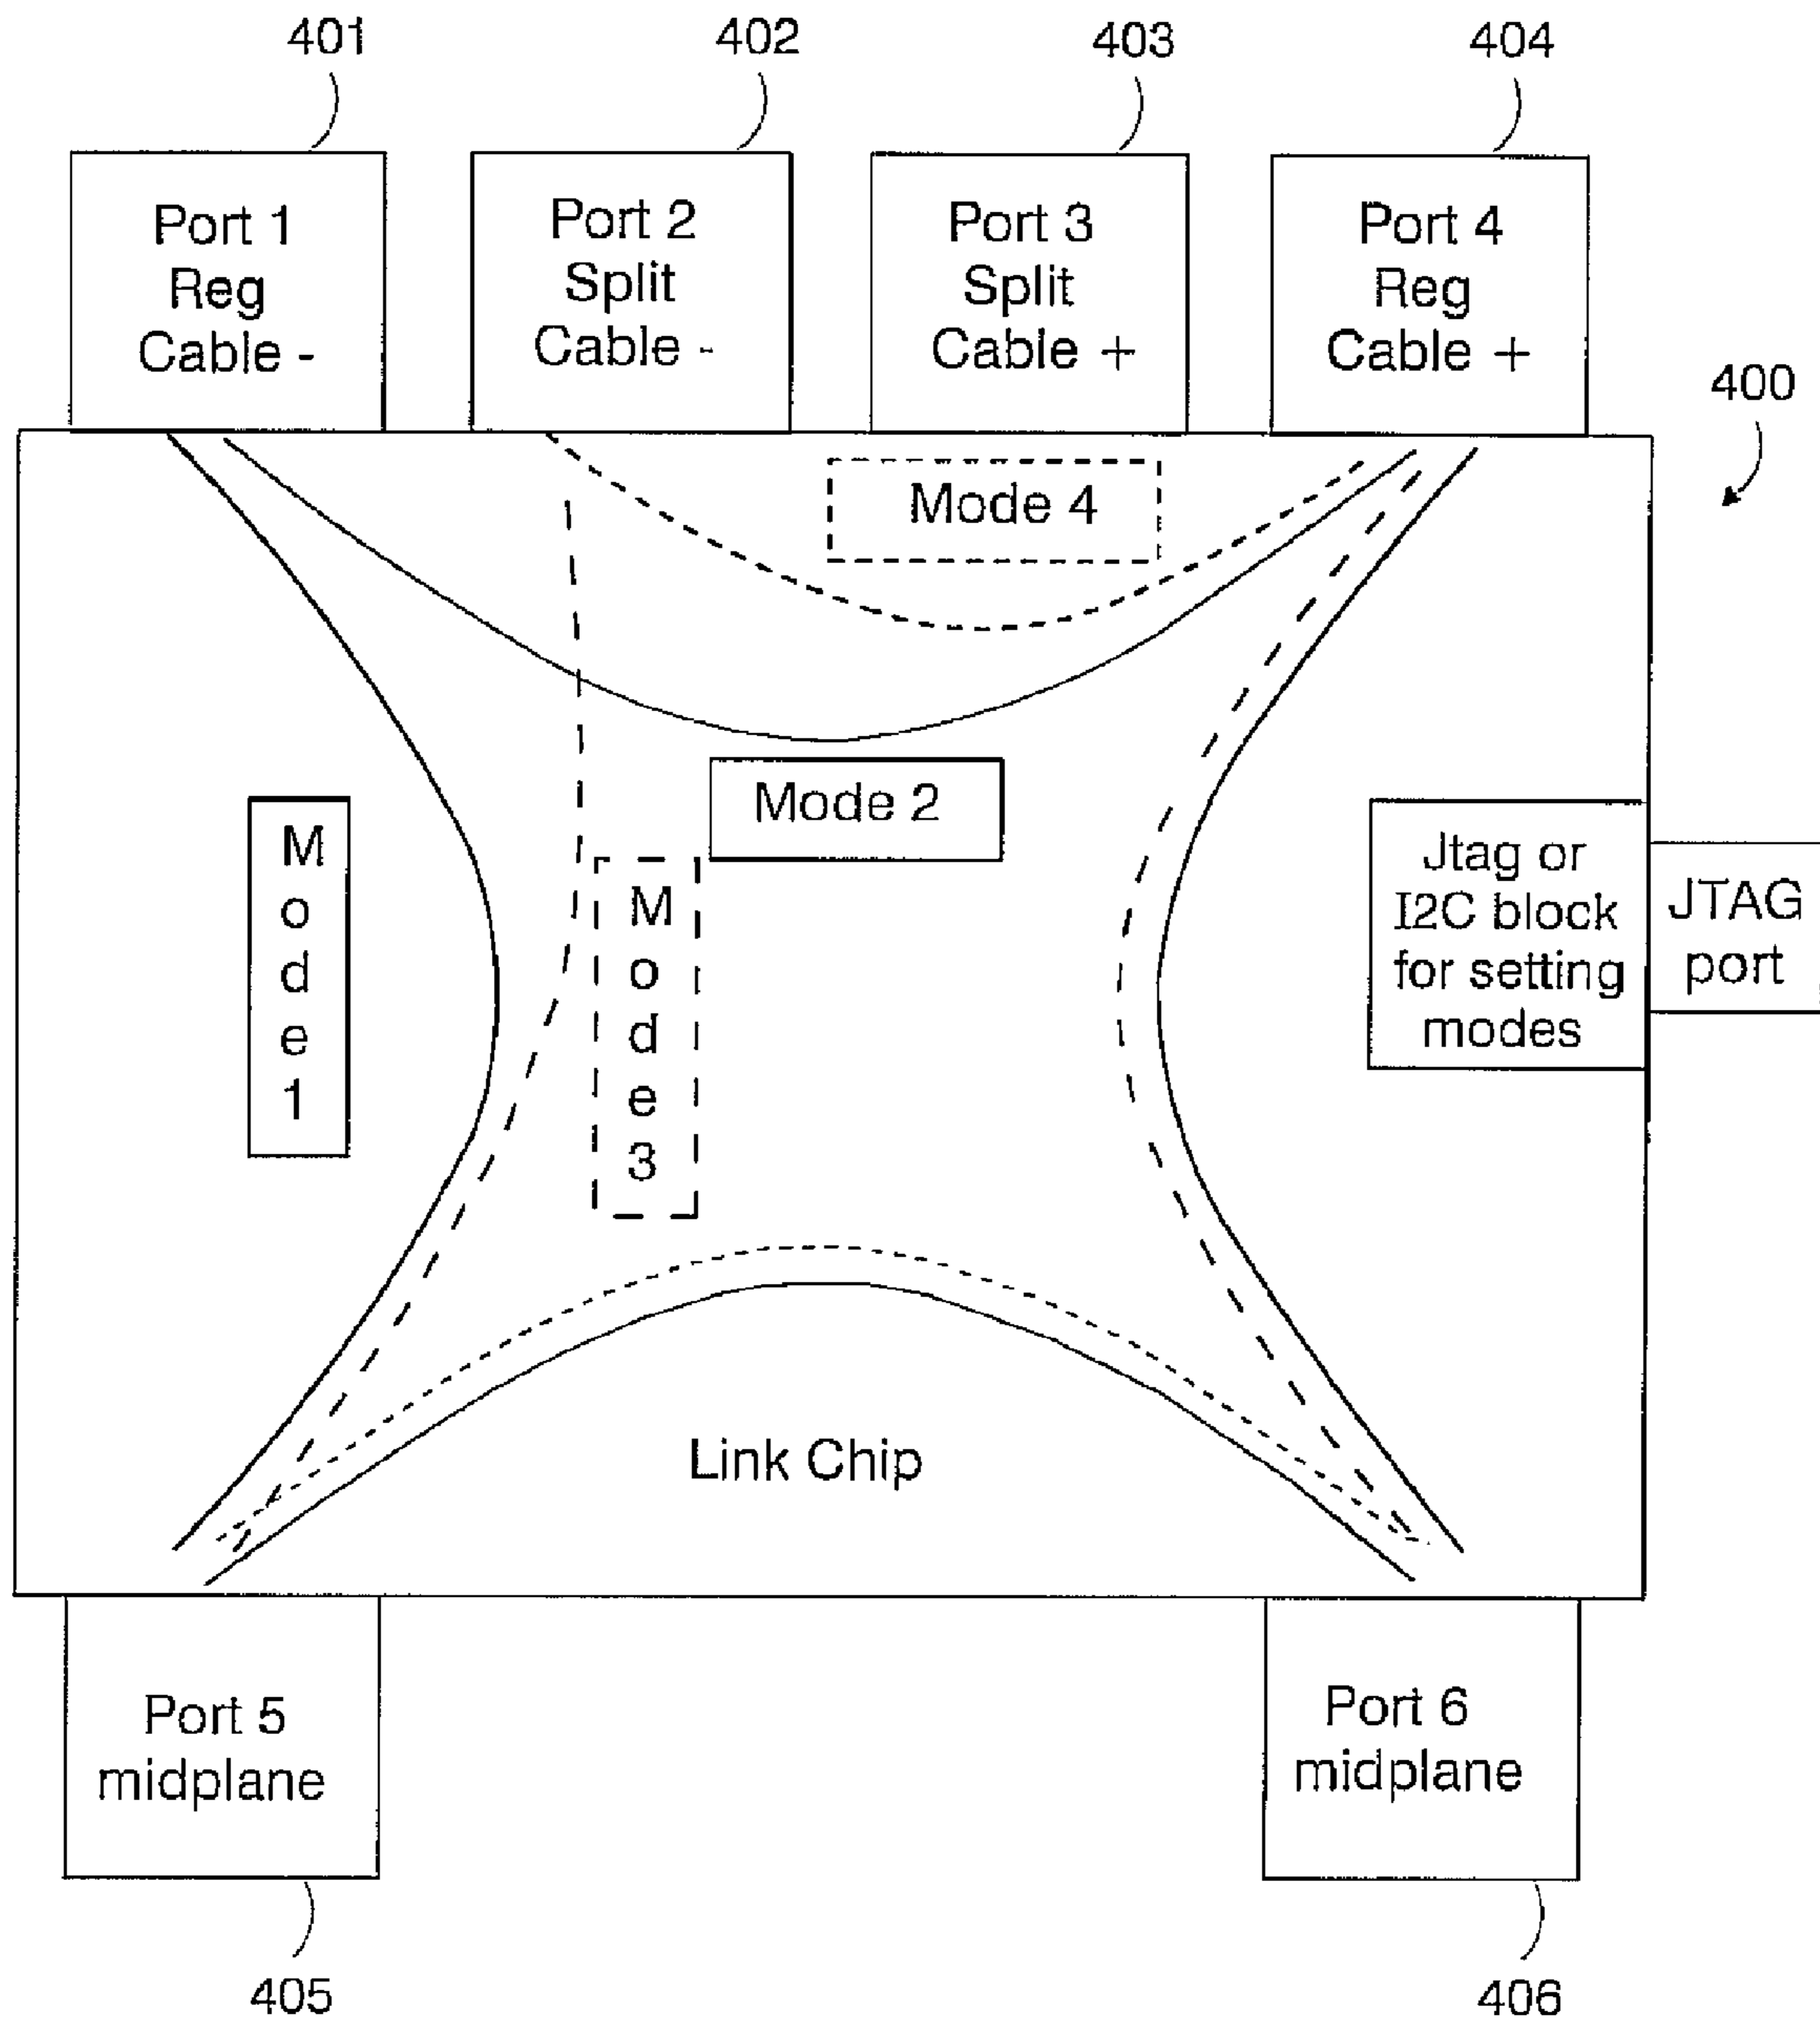 401
402
403
404
Port 1
Reg
Cable -
Port 2
Split
Cable -
Port 3
Split
Cable +
Port 4
Reg
Cable +
400
Mode 4
Mode 2
M
o
d
e
1
M
o
d
e
3
Jtag or
I2C block
for setting
modes
JTAG
port
Link Chip
Port 5
midplane
Port 6
midplane
405
406